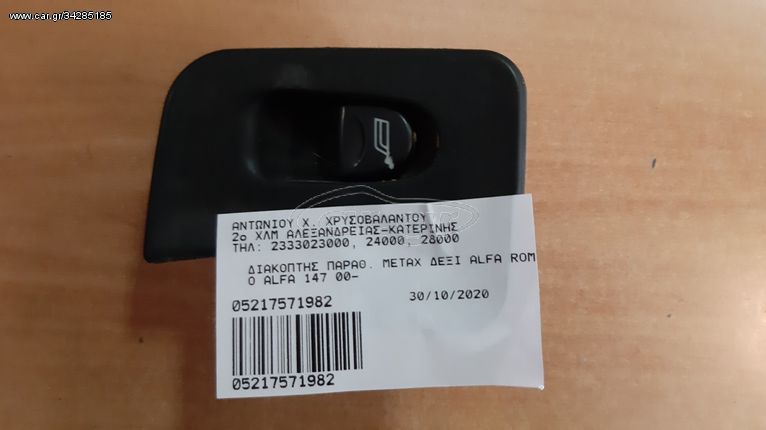 www.car.gr/34285185
ΑΝΤΩΝΙΟΥ Χ. ΧΡΥΣΟΒΑΛΑΝΤΟΥ
2ο ΧΛΜ ΑΛΕΞΑΝΔΡΕΙΑΣ-ΚΑΤΕΡΙΝΗΣ
ΤΗΛ: 2333023000, 24000, 28000
ΔΙΑΚΟΠΤΗΣ ΠΑΡΑΘ. ΜΕΤΑΧ ΔΕΞΙ ALFA ROM
O ALFA 147 00-
05217571982 30/10/2020
05217571982